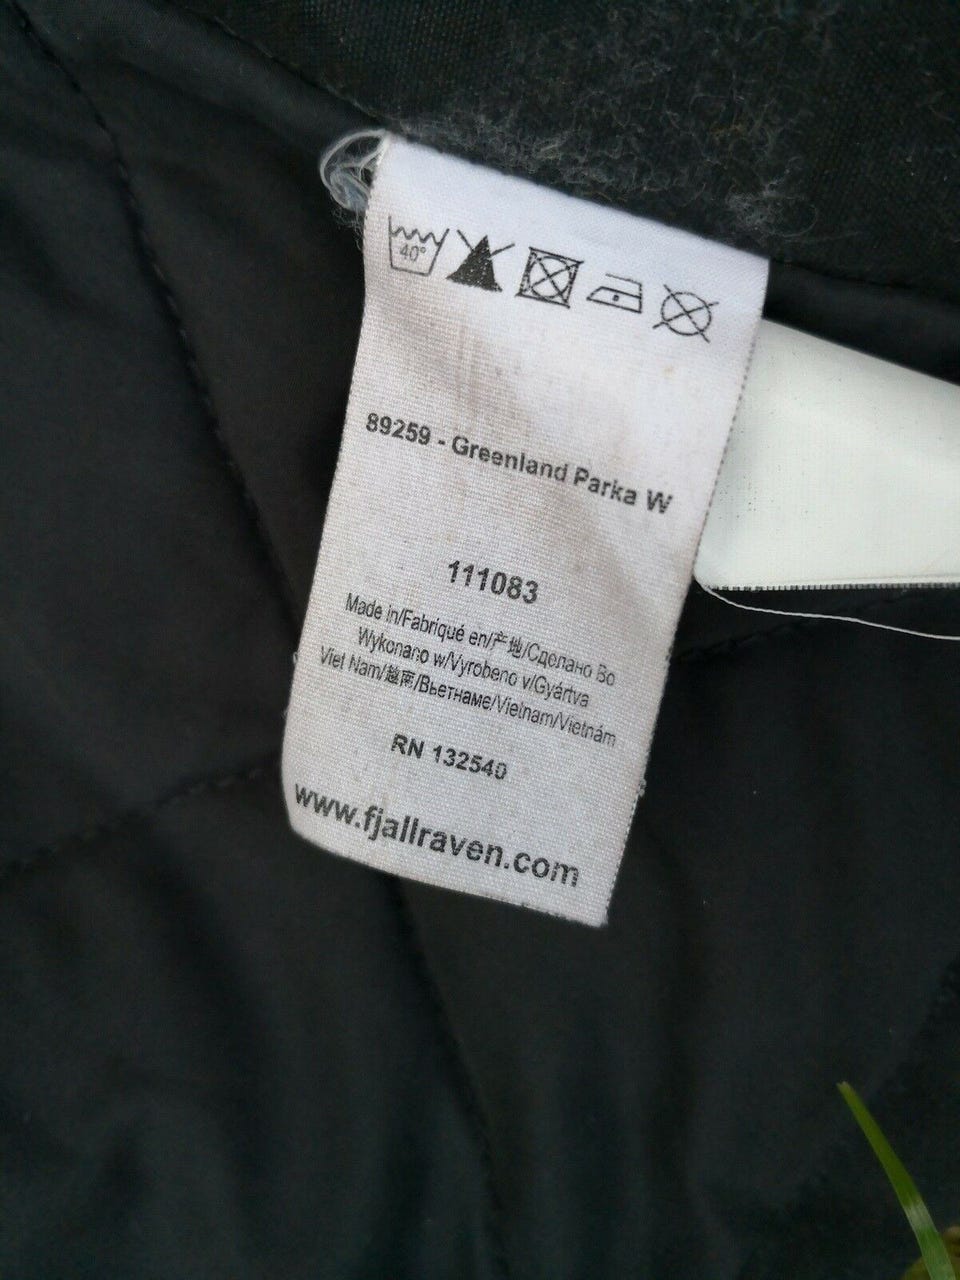 40°
89259 - Greenland Parka W
111083
Made in/Fabriqué en/产地/Сделано Во
Wykonano w/Vyrobeno v/Gyártva
Viet Nam/越南/Вьетнаме/Vietnam/Vietnám
RN 132540
www.fjallraven.com